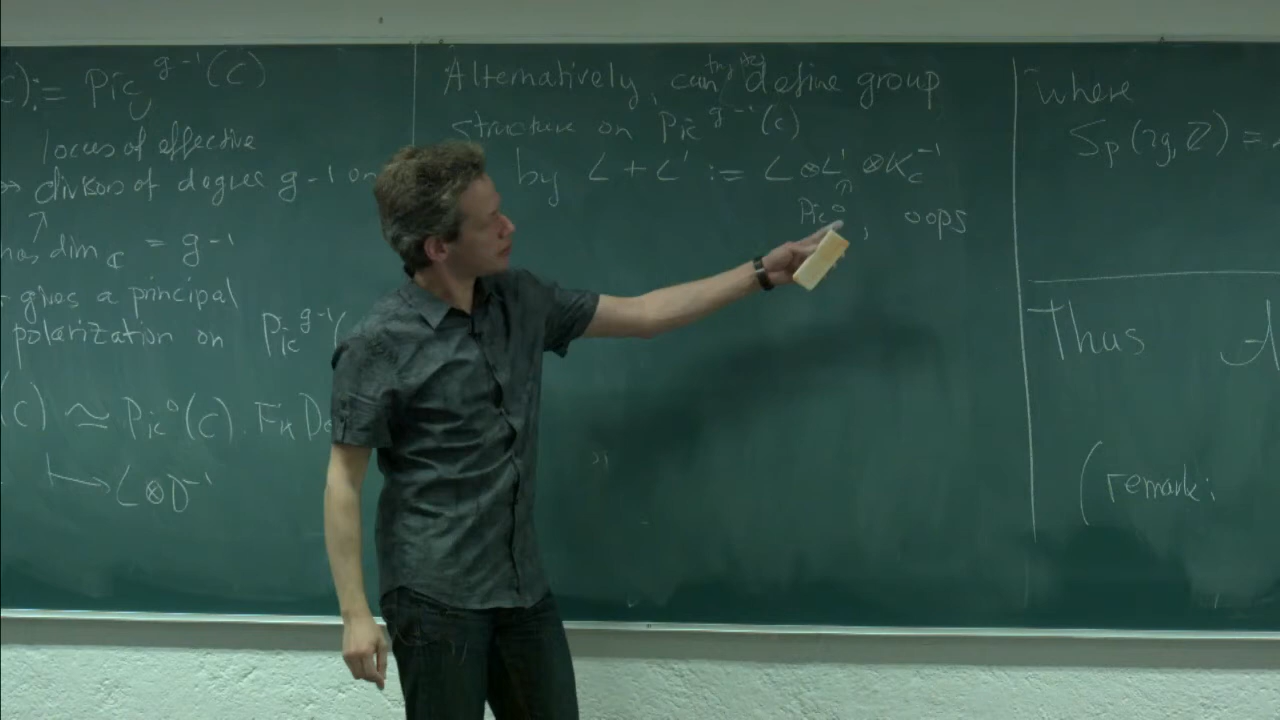 C):= Pic^{g-1}(C)
locus of effective
divisors of degree g-1 on
has dim_ℂ = g-1
- gives a principal
polarization on Pic^{g-1}(
(C) ≃ Pic^0(C). Fix D
↦ L⊗D^{-1}
Alternatively, can try to define group
structure on Pic^{g-1}(C)
by L + L' := L⊗L'⊗K_C^{-1}
Pic^0, oops
where
Sp(2g, ℤ) =
Thus A
(remark: